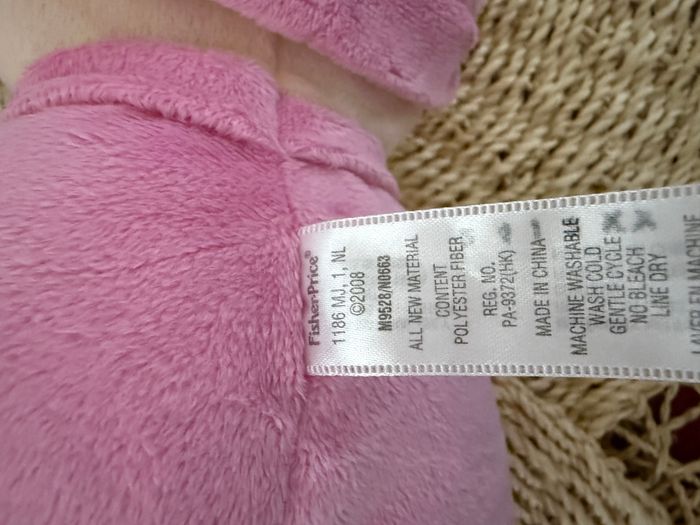 Fisher-Price®
1186 MJ, 1, NL
©2008
M9528/N0663
ALL NEW MATERIAL
CONTENT
POLYESTER FIBER
REG. NO.
PA-9372(HK)
MADE IN CHINA
MACHINE WASHABLE
WASH COLD
GENTLE CYCLE
NO BLEACH
LINE DRY
MACHINE